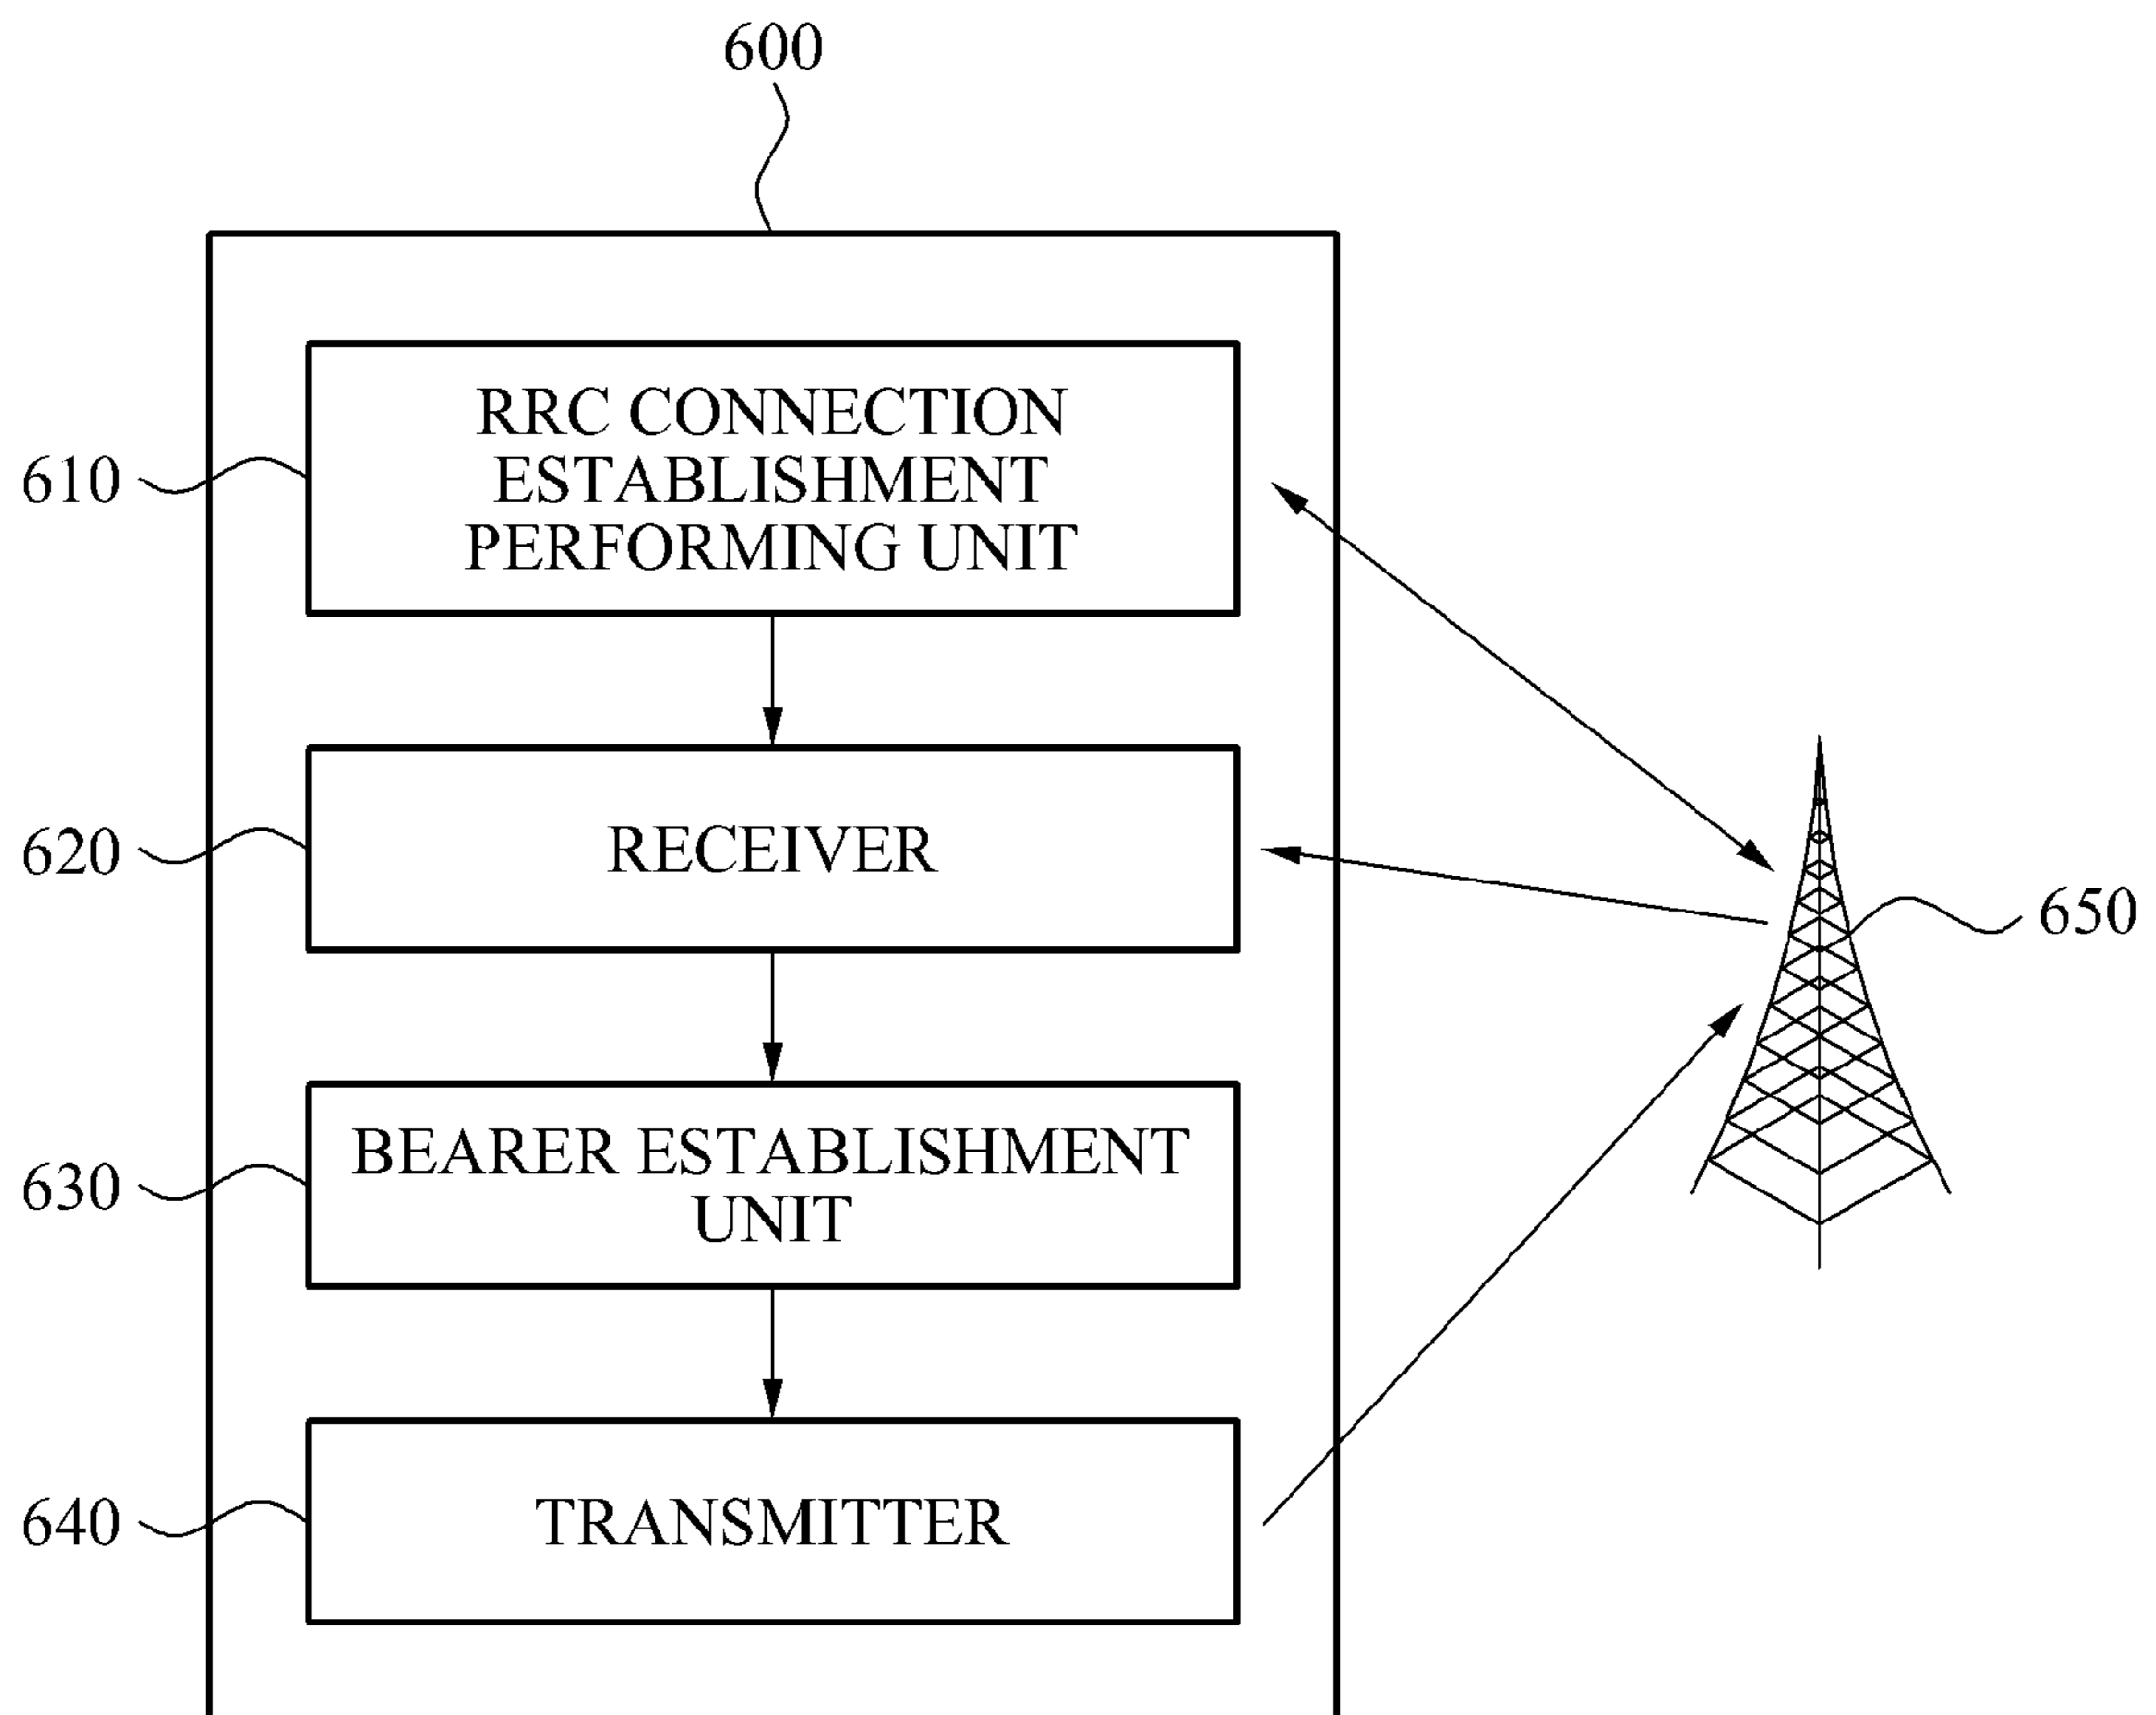 600
610
RRC CONNECTION
ESTABLISHMENT
PERFORMING UNIT
620
RECEIVER
650
630
BEARER ESTABLISHMENT
UNIT
640
TRANSMITTER